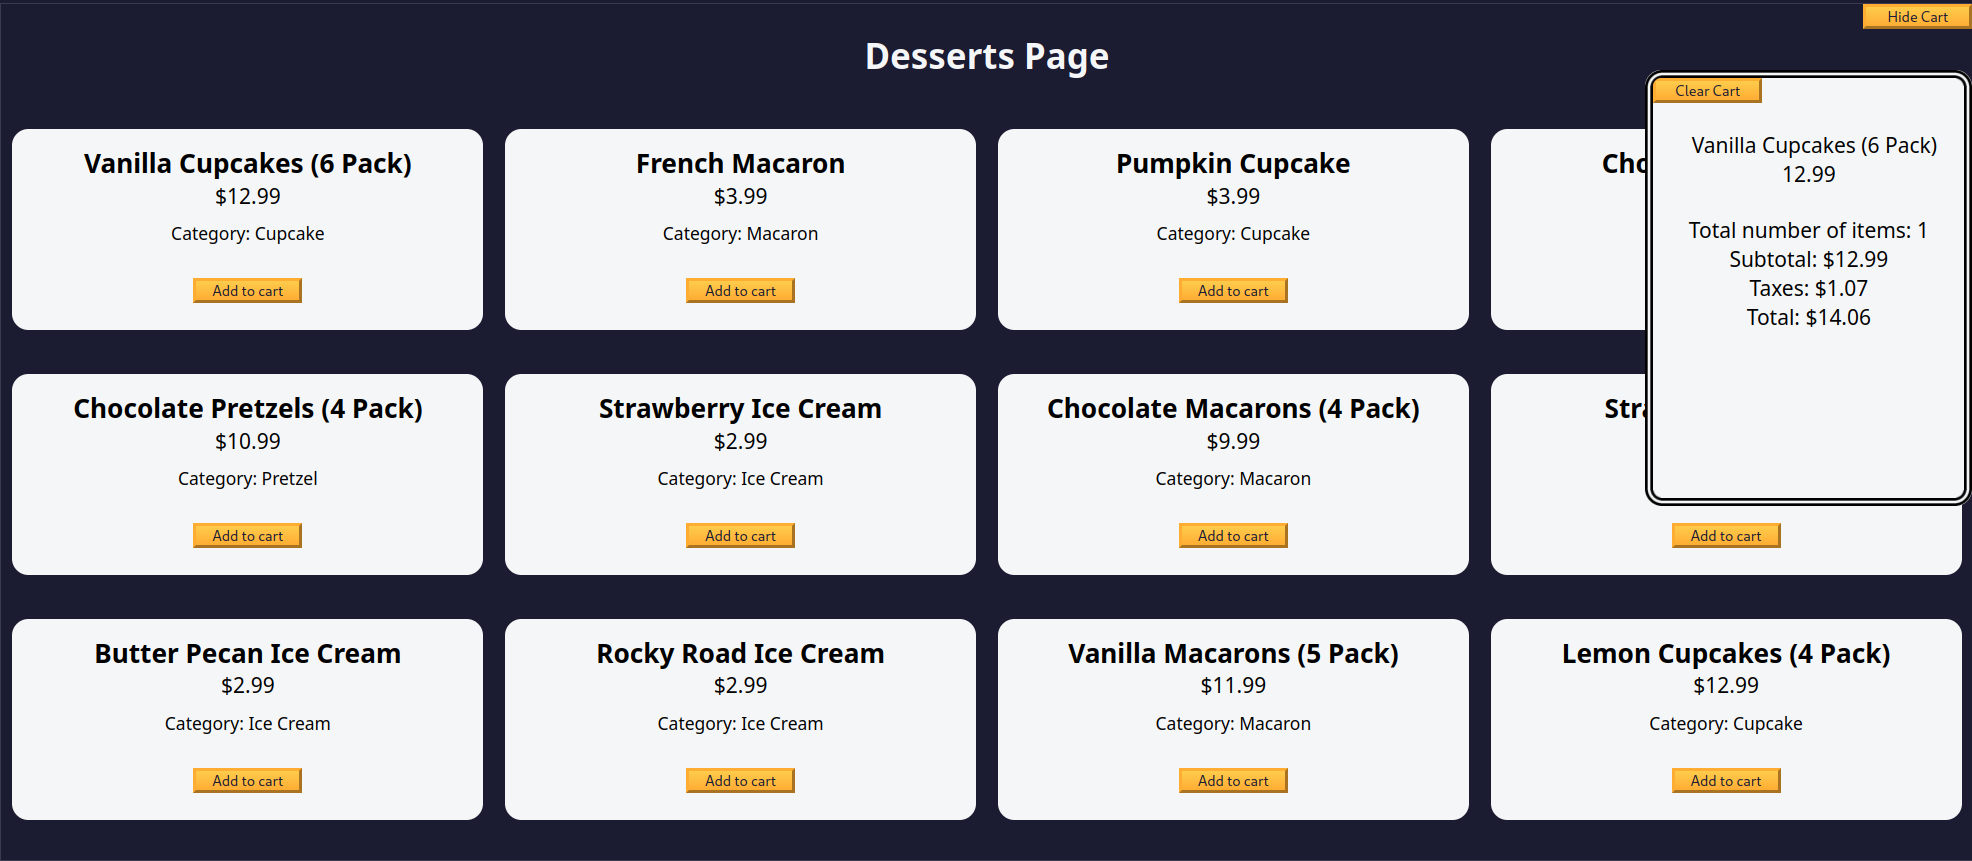 Hide Cart
Desserts Page
Clear Cart
Vanilla Cupcakes (6 Pack)
12.99
Total number of items: 1
Subtotal: $12.99
Taxes: $1.07
Total: $14.06
Vanilla Cupcakes (6 Pack)
$12.99
Category: Cupcake
Add to cart
French Macaron
$3.99
Category: Macaron
Add to cart
Pumpkin Cupcake
$3.99
Category: Cupcake
Add to cart
Chocolate Pretzels (4 Pack)
$10.99
Category: Pretzel
Add to cart
Strawberry Ice Cream
$2.99
Category: Ice Cream
Add to cart
Chocolate Macarons (4 Pack)
$9.99
Category: Macaron
Add to cart
Add to cart
Butter Pecan Ice Cream
$2.99
Category: Ice Cream
Add to cart
Rocky Road Ice Cream
$2.99
Category: Ice Cream
Add to cart
Vanilla Macarons (5 Pack)
$11.99
Category: Macaron
Add to cart
Lemon Cupcakes (4 Pack)
$12.99
Category: Cupcake
Add to cart